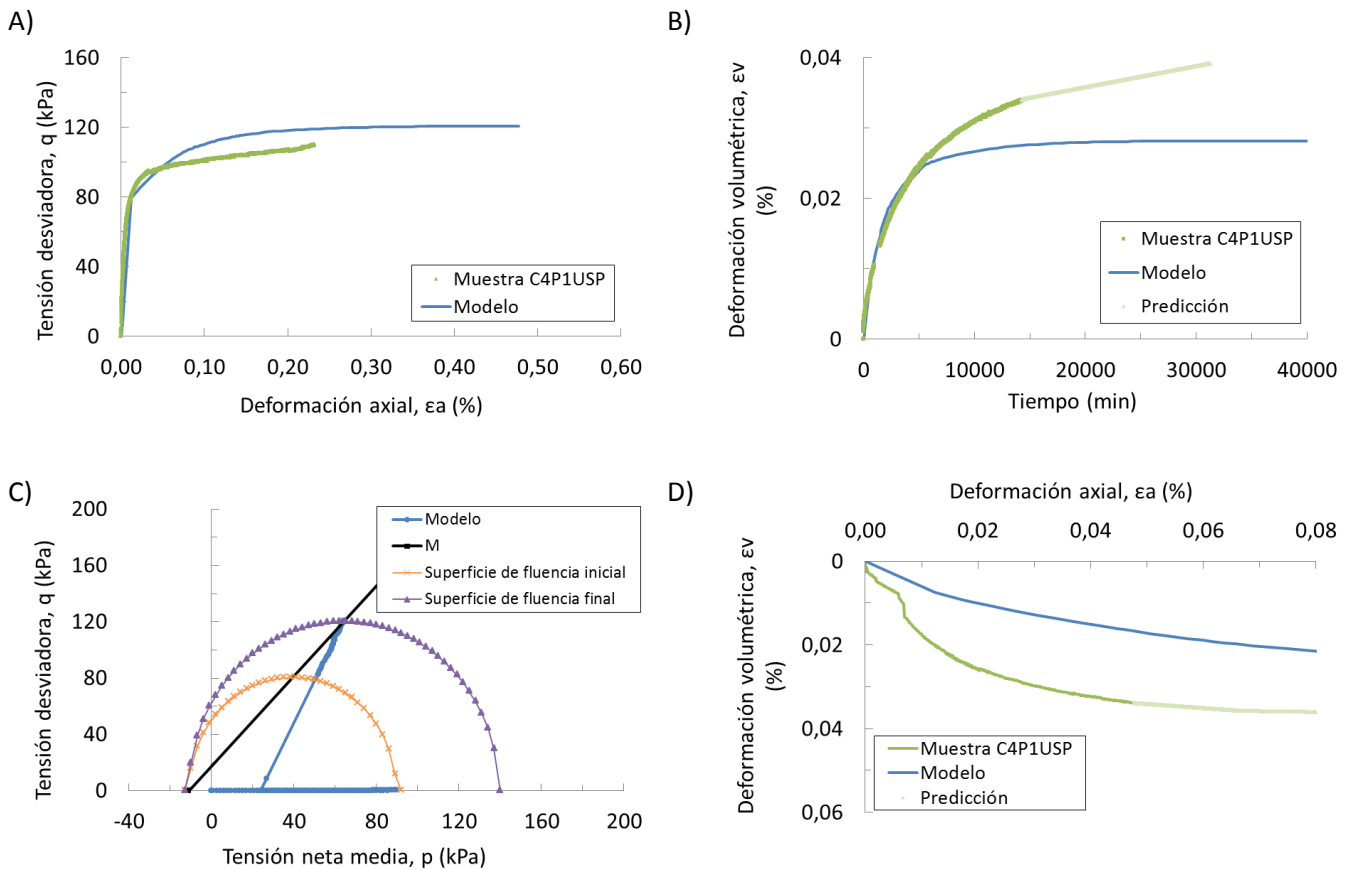 A)
160
120
80
40
0
Tensión desviadora, q (kPa)
0,00 0,10 0,20 0,30 0,40 0,50 0,60
Deformación axial, εa (%)
Muestra C4P1USP
Modelo
B)
0,04
0,02
0
Deformación volumétrica, εv
(%)
0 10000 20000 30000 40000
Tiempo (min)
Muestra C4P1USP
Modelo
Predicción
C)
200
160
120
80
40
0
Tensión desviadora, q (kPa)
-40 0 40 80 120 160 200
Tensión neta media, p (kPa)
Modelo
M
Superficie de fluencia inicial
Superficie de fluencia final
D)
Deformación axial, εa (%)
0,00 0,02 0,04 0,06 0,08
0
0,02
0,04
0,06
Deformación volumétrica, εv
(%)
Muestra C4P1USP
Modelo
Predicción